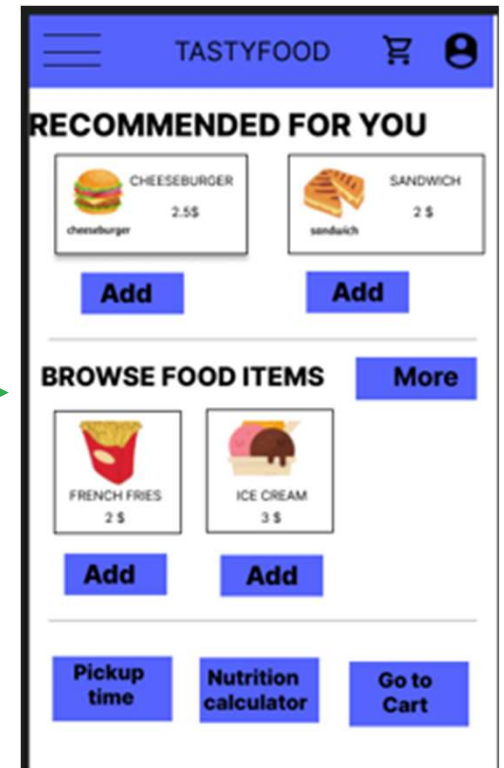 TASTYFOOD
RECOMMENDED FOR YOU
CHEESEBURGER
2.5$
cheeseburger
SANDWICH
2 $
sandwich
Add
Add
BROWSE FOOD ITEMS
More
FRENCH FRIES
2 $
ICE CREAM
3 $
Add
Add
Pickup
time
Nutrition
calculator
Go to
Cart